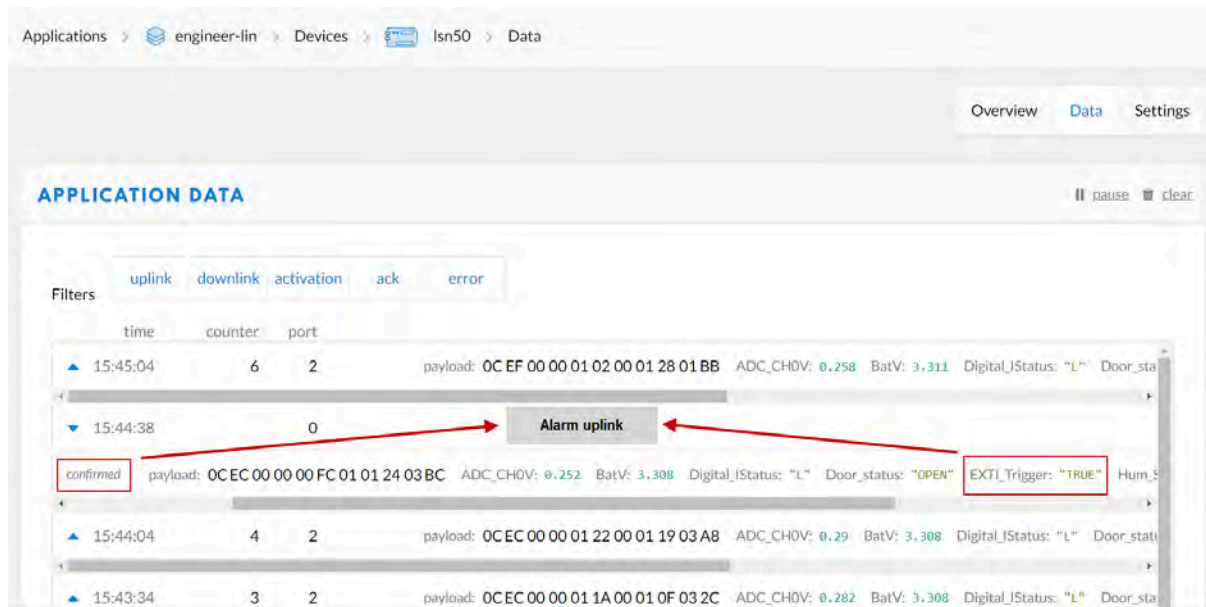 Applications > engineer-lin > Devices > lsn50 > Data
Overview Data Settings
APPLICATION DATA
pause clear
Filters uplink downlink activation ack error
time counter port
15:45:04 6 2 payload: 0C EF 00 00 01 02 00 01 28 01 BB ADC_CH0V: 0.258 BatV: 3.311 Digital_IStatus: "L" Door_sta
15:44:38 0 Alarm uplink
confirmed payload: 0C EC 00 00 00 FC 01 01 24 03 BC ADC_CH0V: 0.252 BatV: 3.308 Digital_IStatus: "L" Door_status: "OPEN" EXTI_Trigger: "TRUE" Hum_S
15:44:04 4 2 payload: 0C EC 00 00 01 22 00 01 19 03 A8 ADC_CH0V: 0.29 BatV: 3.308 Digital_IStatus: "L" Door_stat
15:43:34 3 2 payload: 0C EC 00 00 01 1A 00 01 0F 03 2C ADC_CH0V: 0.282 BatV: 3.308 Digital_IStatus: "L" Door_sta